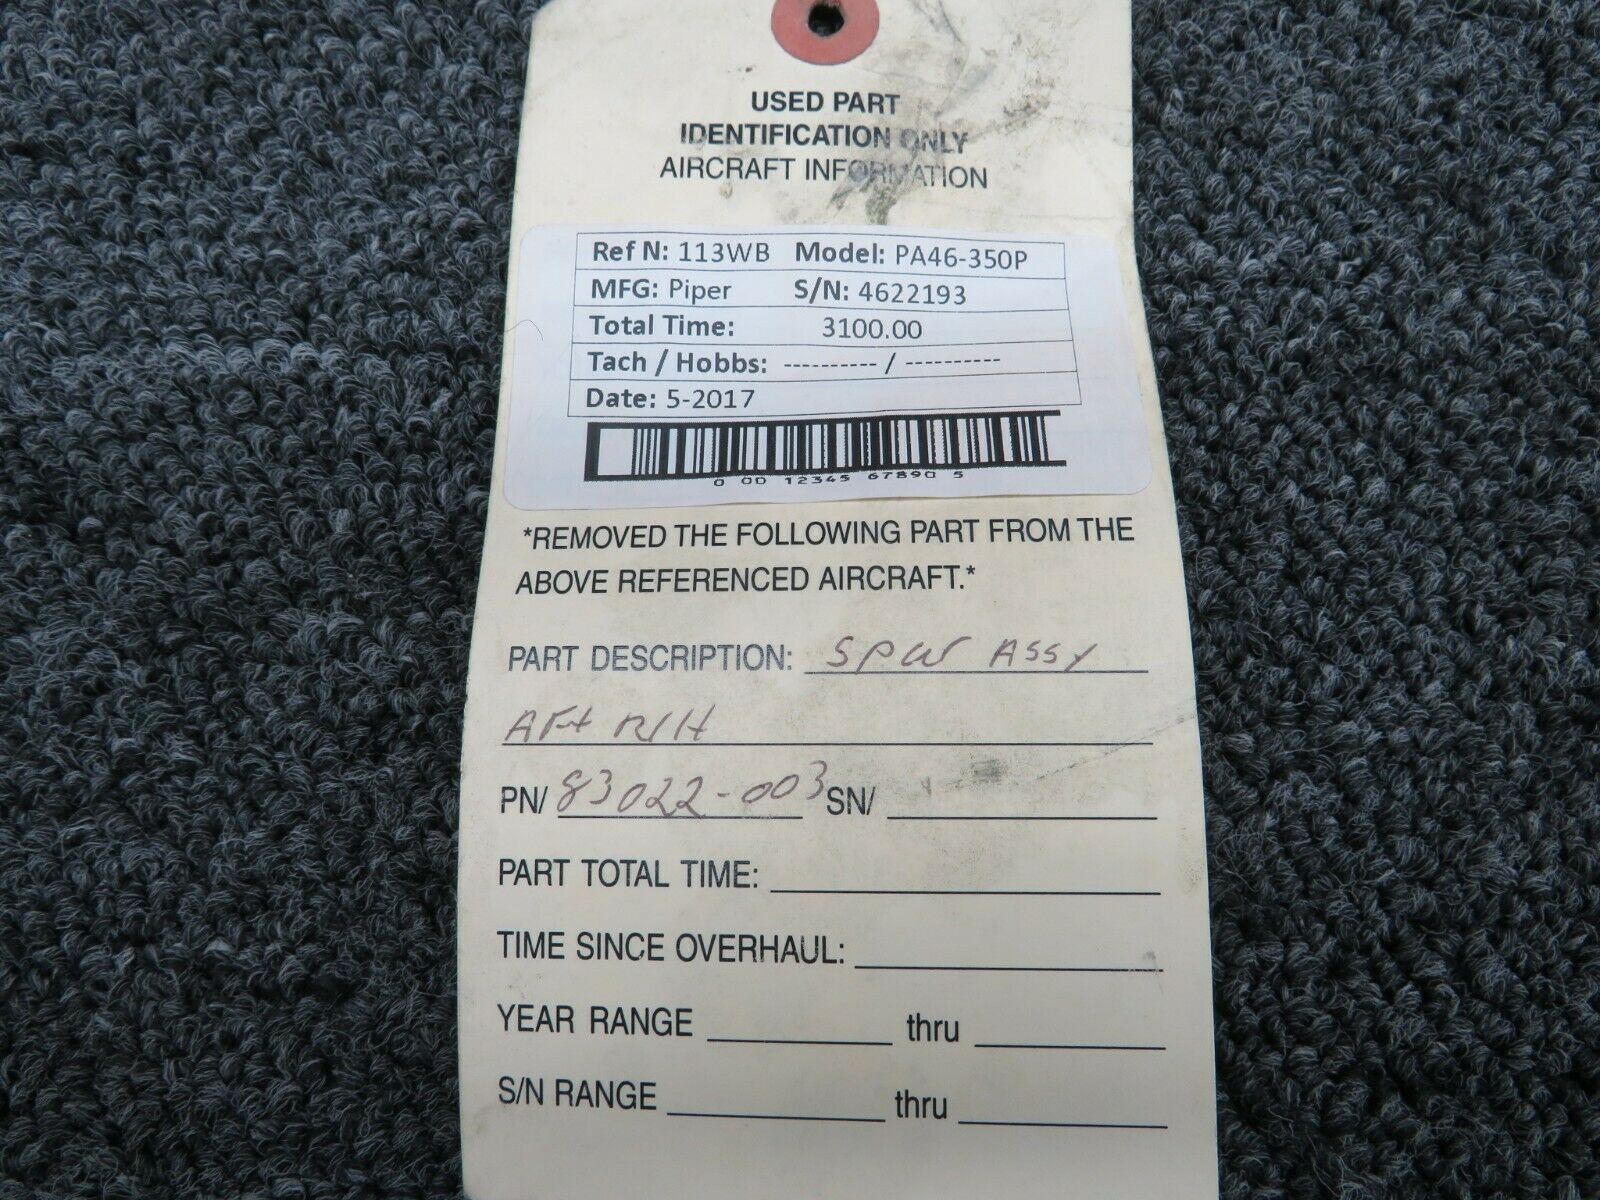 USED PART
IDENTIFICATION ONLY
AIRCRAFT INFORMATION
Ref N: 113WB Model: PA46-350P
MFG: Piper S/N: 4622193
Total Time: 3100.00
Tach / Hobbs: ---------- / ----------
Date: 5-2017
0 00 12345 67890 5
*REMOVED THE FOLLOWING PART FROM THE
ABOVE REFERENCED AIRCRAFT.*
PART DESCRIPTION: SPAR ASSY
AFT R/H
PN/ 83022-003 SN/
PART TOTAL TIME:
TIME SINCE OVERHAUL:
YEAR RANGE thru
S/N RANGE thru